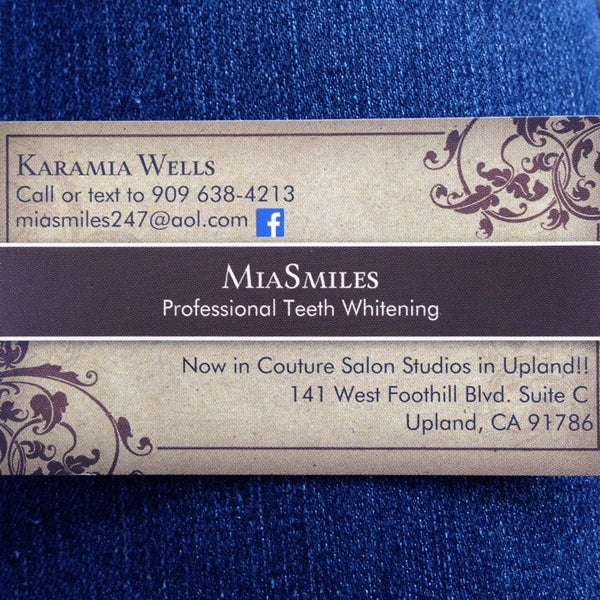 Karamia Wells
Call or text to 909 638-4213
miasmiles247@aol.com f
MiaSmiles
Professional Teeth Whitening
Now in Couture Salon Studios in Upland!!
141 West Foothill Blvd. Suite C
Upland, CA 91786